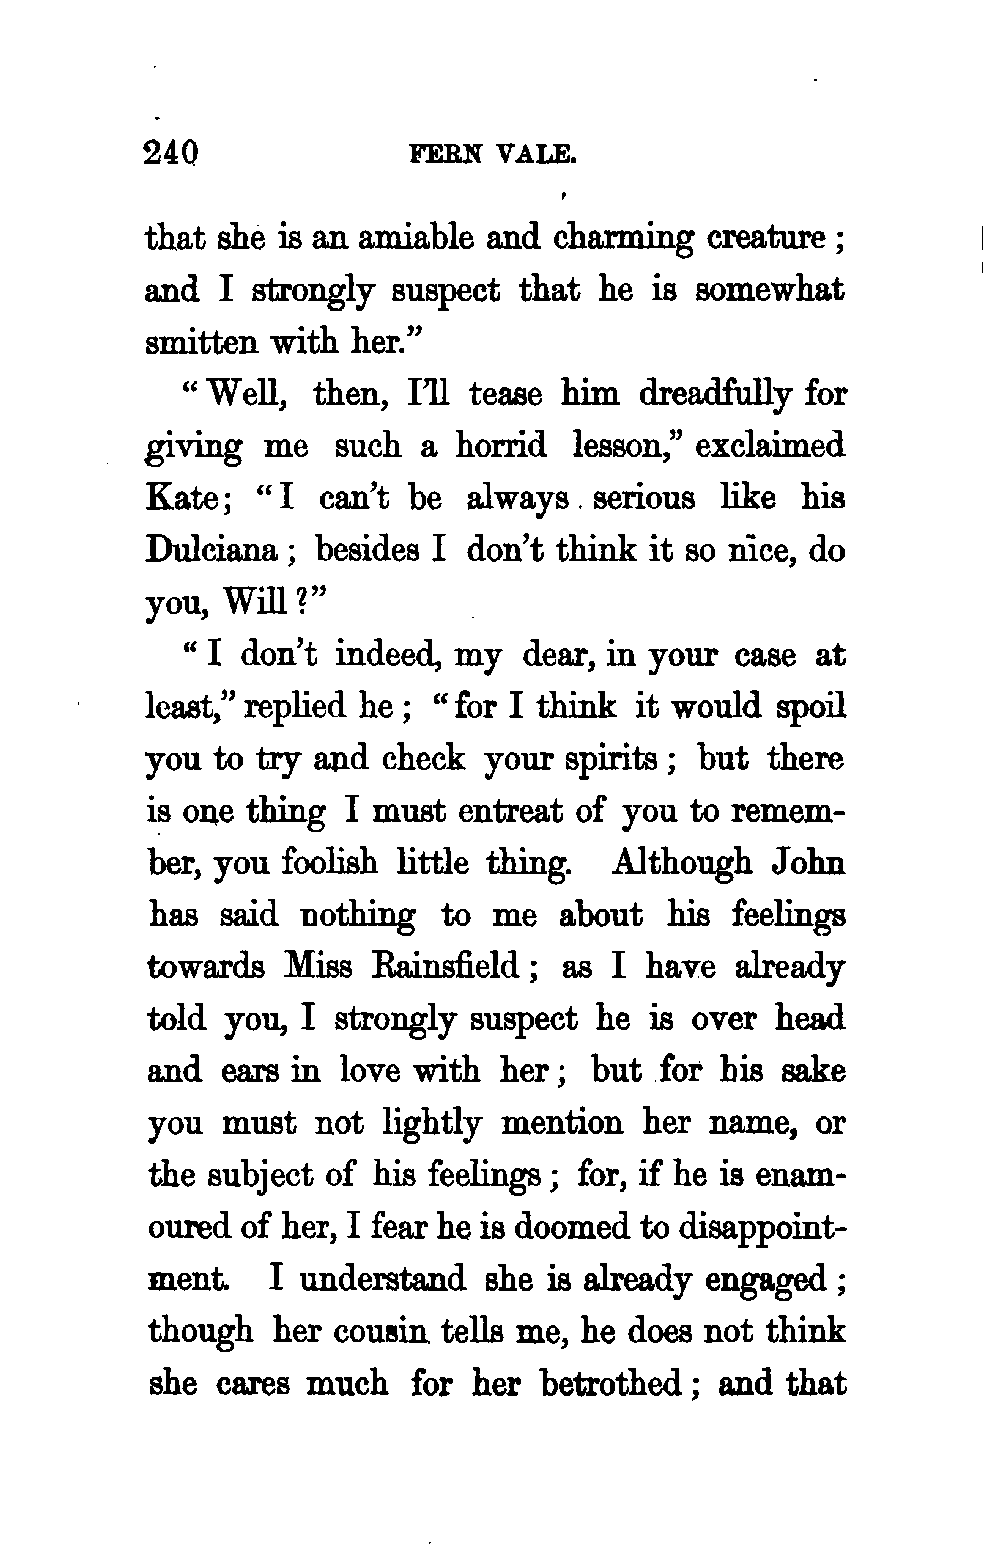 240 FERN VALE.
that she is an amiable and charming creature ;
and I strongly suspect that he is somewhat
smitten with her.”
“ Well, then, I'll tease him dreadfully for
giving me such a horrid lesson,” exclaimed
Kate; “ I can't be always serious like his
Dulciana ; besides I don't think it so nice, do
you, Will ?”
“ I don't indeed, my dear, in your case at
least,” replied he ; “ for I think it would spoil
you to try and check your spirits ; but there
is one thing I must entreat of you to remem-
ber, you foolish little thing. Although John
has said nothing to me about his feelings
towards Miss Rainsfield ; as I have already
told you, I strongly suspect he is over head
and ears in love with her ; but for his sake
you must not lightly mention her name, or
the subject of his feelings ; for, if he is enam-
oured of her, I fear he is doomed to disappoint-
ment. I understand she is already engaged ;
though her cousin tells me, he does not think
she cares much for her betrothed ; and that